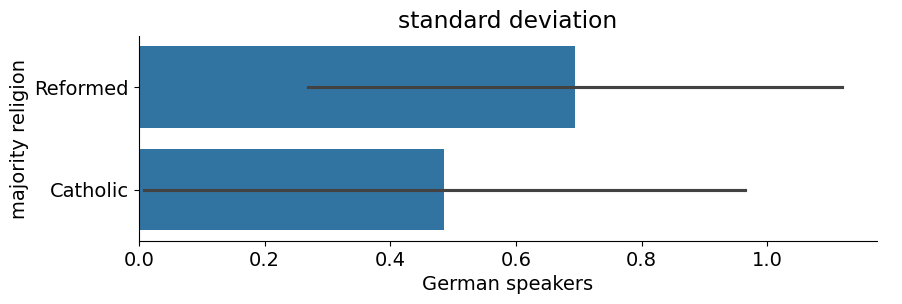 standard deviation
majority religion
Reformed
Catholic
0.0 0.2 0.4 0.6 0.8 1.0
German speakers